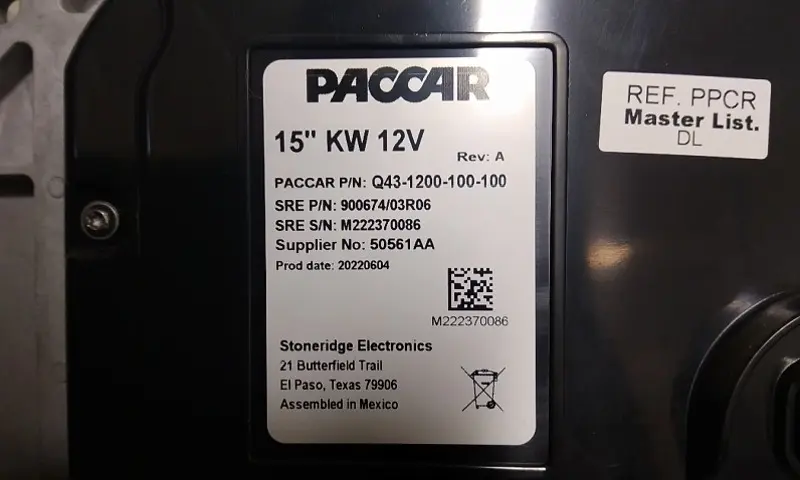 PACCAR
15" KW 12V
Rev: A
PACCAR P/N: Q43-1200-100-100
SRE P/N: 900674/03R06
SRE S/N: M222370086
Supplier No: 50561AA
Prod date: 20220604
M222370086
Stoneridge Electronics
21 Butterfield Trail
El Paso, Texas 79906
Assembled in Mexico
REF. PPCR
Master List.
DL